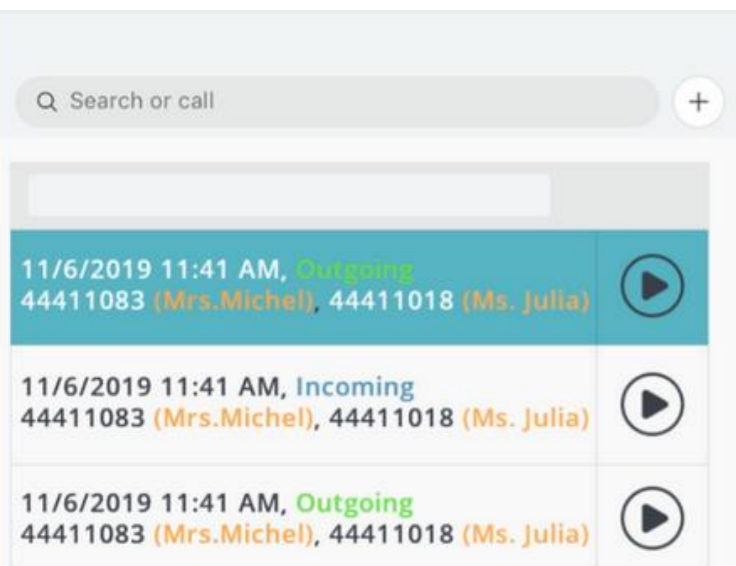 Search or call
11/6/2019 11:41 AM, Outgoing
44411083 (Mrs.Michel), 44411018 (Ms. Julia)
11/6/2019 11:41 AM, Incoming
44411083 (Mrs.Michel), 44411018 (Ms. Julia)
11/6/2019 11:41 AM, Outgoing
44411083 (Mrs.Michel), 44411018 (Ms. Julia)